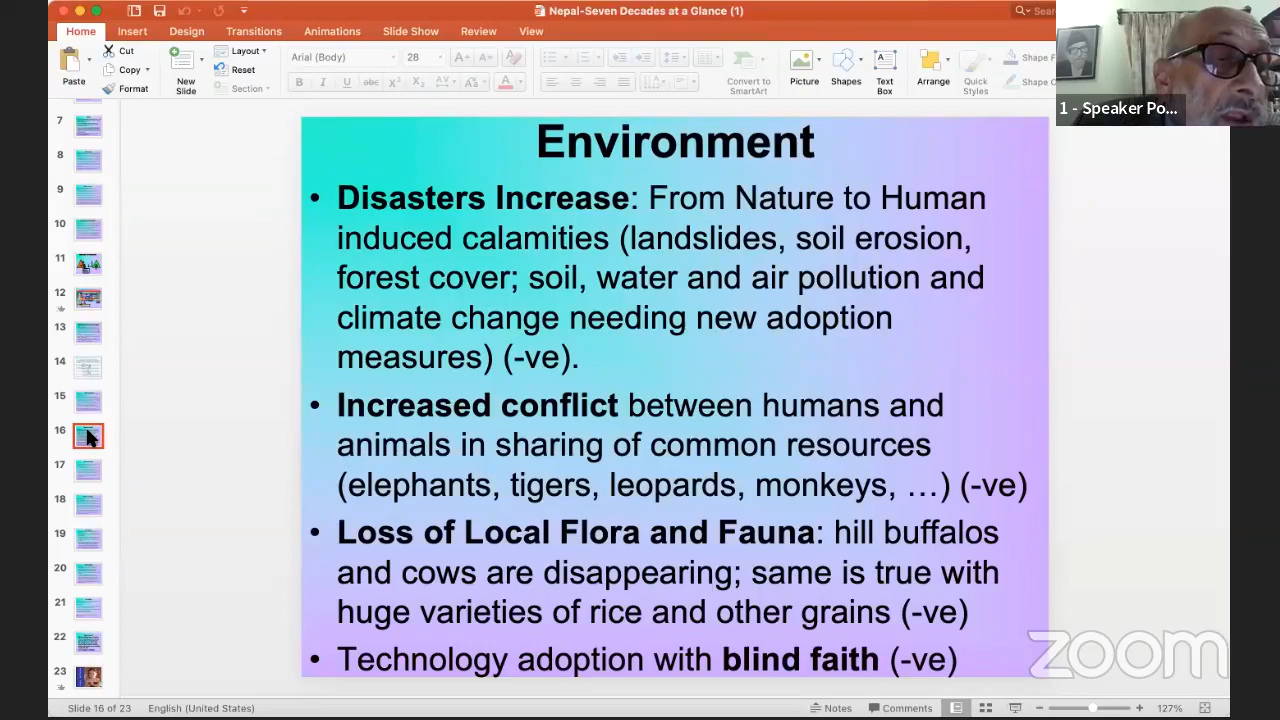 Nepal-Seven Decades at a Glance (1)
Home Insert Design Transitions Animations Slide Show Review View
Paste
Cut
Copy
Format
New Slide
Layout
Reset
Section
Arial (Body) 28
B I U abc
Convert to SmartArt
Picture Shapes Text Box Arrange Quick Styles
1 - Speaker Po...
7
8
9
10
11
12
13
14
15
16
17
18
19
20
21
22
23
Environment
• Disasters Increase: From Nature to Human
induced calamities (landslides, soil erosion,
forest cover; soil, water and air pollution and
climate change needing new adoption
measures) (-ve).
• Increased conflict between humans and
animals in sharing of common resources
(elephants, tigers, leopards, monkeys, …) (-ve)
• Loss of Local Flora and Fauna: hill buffalos
and cows are disappearing; same is true with
huge varieties of rice and other grains (-ve)
• Technology adoption with blind faith (-ve)
zoom
Slide 16 of 23 English (United States) Notes Comments 127%